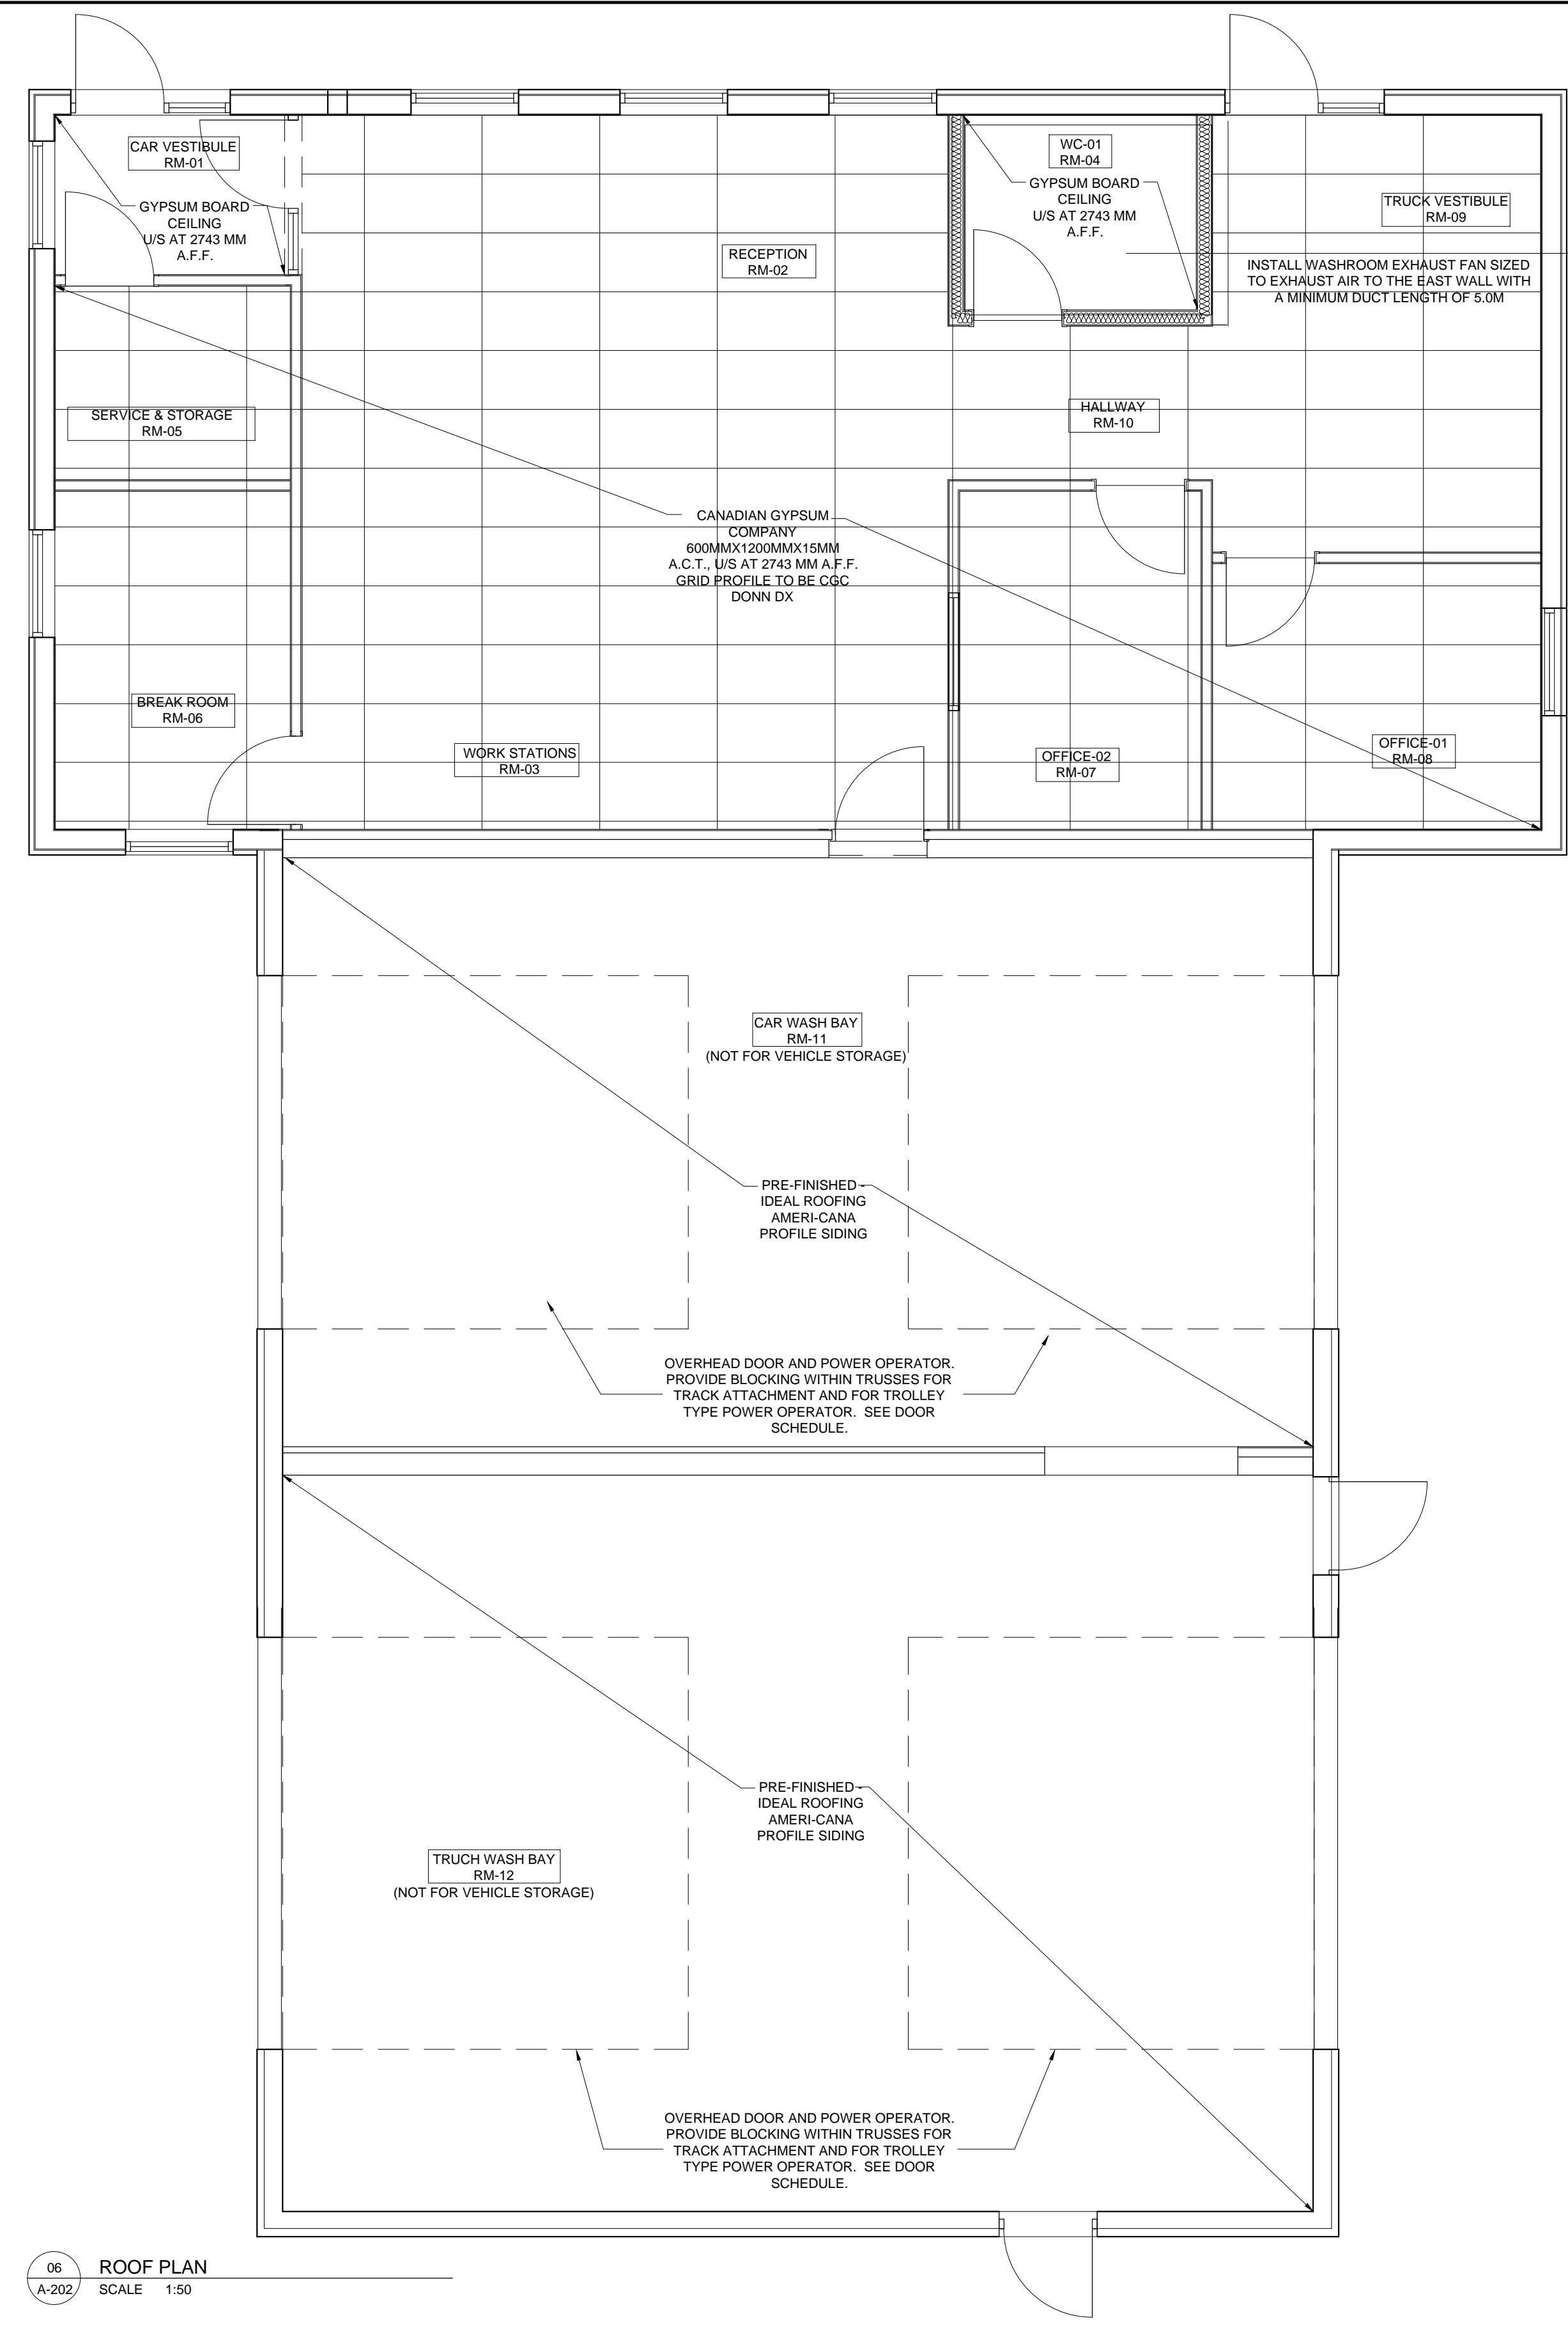 CAR VESTIBULE
RM-01
GYPSUM BOARD
CEILING
U/S AT 2743 MM
A.F.F.
WC-01
RM-04
GYPSUM BOARD
CEILING
U/S AT 2743 MM
A.F.F.
TRUCK VESTIBULE
RM-09
RECEPTION
RM-02
INSTALL WASHROOM EXHAUST FAN SIZED
TO EXHAUST AIR TO THE EAST WALL WITH
A MINIMUM DUCT LENGTH OF 5.0M
SERVICE & STORAGE
RM-05
HALLWAY
RM-10
CANADIAN GYPSUM
COMPANY
600MMX1200MMX15MM
A.C.T., U/S AT 2743 MM A.F.F.
GRID PROFILE TO BE CGC
DONN DX
BREAK ROOM
RM-06
WORK STATIONS
RM-03
OFFICE-02
RM-07
OFFICE-01
RM-08
CAR WASH BAY
RM-11
(NOT FOR VEHICLE STORAGE)
PRE-FINISHED -
IDEAL ROOFING
AMERI-CANA
PROFILE SIDING
OVERHEAD DOOR AND POWER OPERATOR.
PROVIDE BLOCKING WITHIN TRUSSES FOR
TRACK ATTACHMENT AND FOR TROLLEY
TYPE POWER OPERATOR. SEE DOOR
SCHEDULE.
PRE-FINISHED -
IDEAL ROOFING
AMERI-CANA
PROFILE SIDING
TRUCH WASH BAY
RM-12
(NOT FOR VEHICLE STORAGE)
OVERHEAD DOOR AND POWER OPERATOR.
PROVIDE BLOCKING WITHIN TRUSSES FOR
TRACK ATTACHMENT AND FOR TROLLEY
TYPE POWER OPERATOR. SEE DOOR
SCHEDULE.
06 ROOF PLAN
A-202 SCALE 1:50